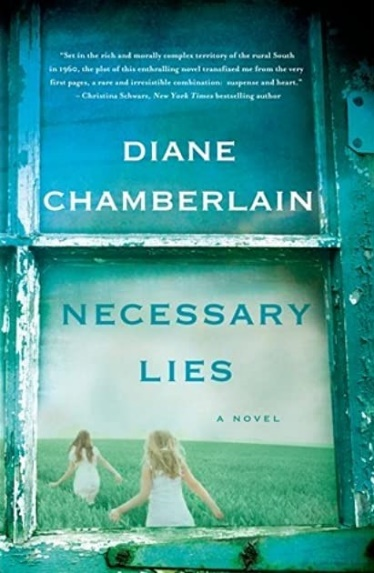 "Set in the rich and morally complex territory of the rural South
in 1960, the plot of this enthralling novel transfixed me from the very
first pages, a rare and irresistible combination: suspense and heart."
– Christina Schwarz, New York Times bestselling author
DIANE
CHAMBERLAIN
NECESSARY
LIES
A NOVEL